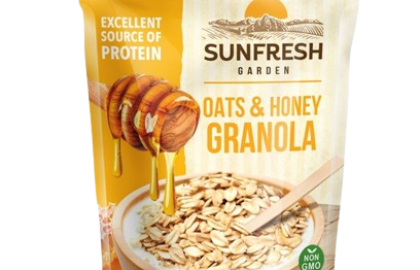 EXCELLENT
SOURCE OF
PROTEIN
SUNFRESH
GARDEN
OATS & HONEY
GRANOLA
NON
GMO